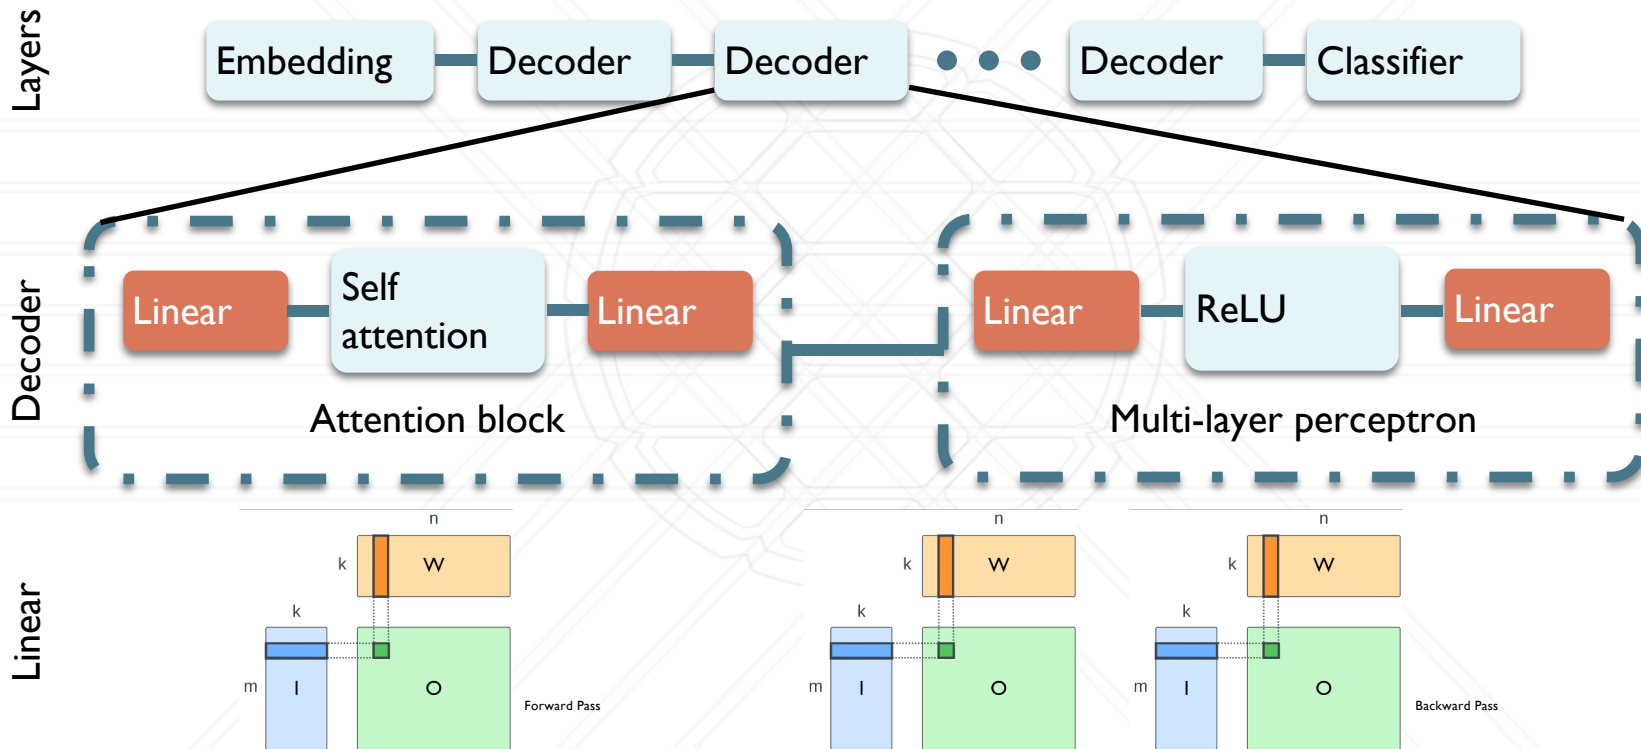 Layers
Embedding
Decoder
Decoder
Decoder
Classifier
Decoder
Linear
Self
attention
Linear
Linear
ReLU
Linear
Attention block
Multi-layer perceptron
Linear
n
k
W
k
m
I
O
Forward Pass
n
k
W
k
m
I
O
n
k
W
k
m
I
O
Backward Pass